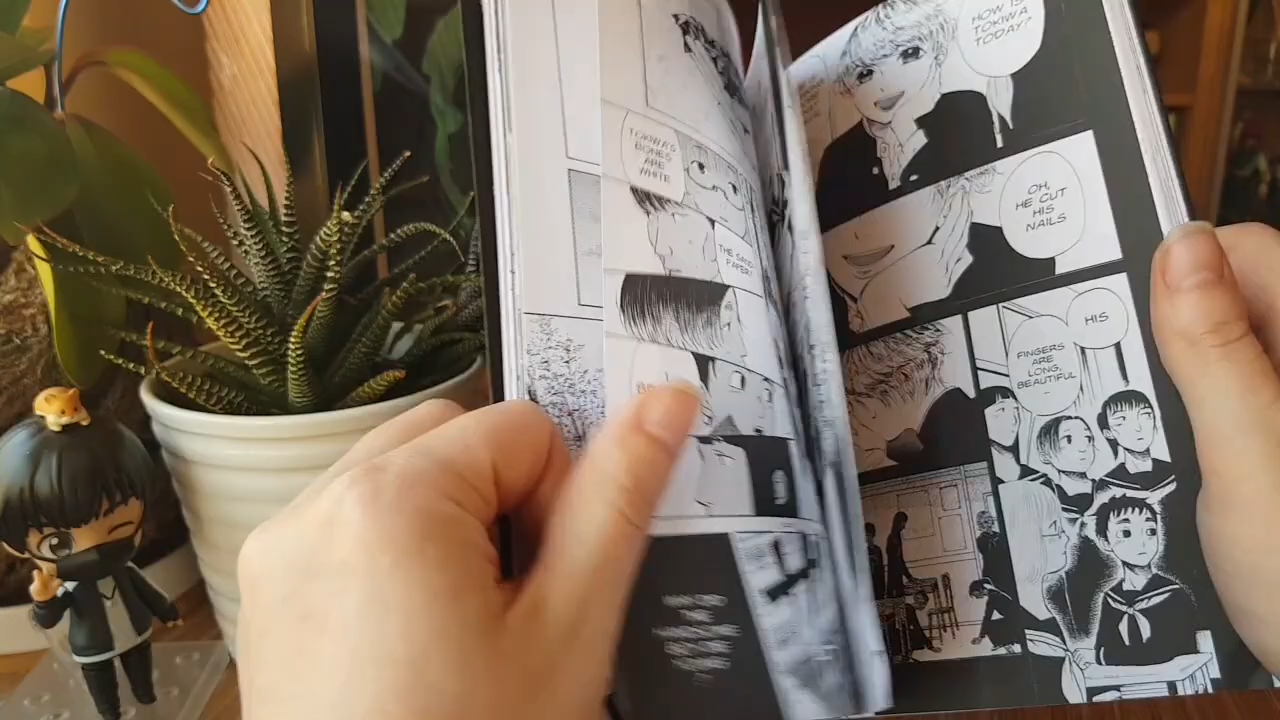 TOKIWA'S
BONES
ARE
WHITE
THE SAND-
PAPER!!
HOW IS
TOKIWA
TODAY?
OH,
HE CUT
HIS
NAILS
HIS
FINGERS
ARE
LONG,
BEAUTIFUL